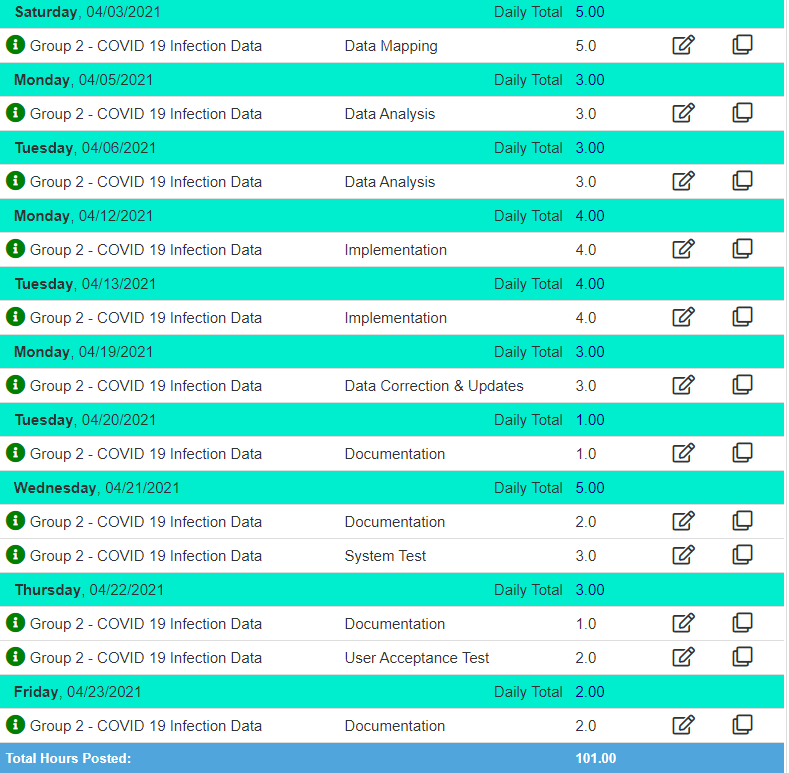 Saturday, 04/03/2021 Daily Total 5.00
Group 2 - COVID 19 Infection Data Data Mapping 5.0
Monday, 04/05/2021 Daily Total 3.00
Group 2 - COVID 19 Infection Data Data Analysis 3.0
Tuesday, 04/06/2021 Daily Total 3.00
Group 2 - COVID 19 Infection Data Data Analysis 3.0
Monday, 04/12/2021 Daily Total 4.00
Group 2 - COVID 19 Infection Data Implementation 4.0
Tuesday, 04/13/2021 Daily Total 4.00
Group 2 - COVID 19 Infection Data Implementation 4.0
Monday, 04/19/2021 Daily Total 3.00
Group 2 - COVID 19 Infection Data Data Correction & Updates 3.0
Tuesday, 04/20/2021 Daily Total 1.00
Group 2 - COVID 19 Infection Data Documentation 1.0
Wednesday, 04/21/2021 Daily Total 5.00
Group 2 - COVID 19 Infection Data Documentation 2.0
Group 2 - COVID 19 Infection Data System Test 3.0
Thursday, 04/22/2021 Daily Total 3.00
Group 2 - COVID 19 Infection Data Documentation 1.0
Group 2 - COVID 19 Infection Data User Acceptance Test 2.0
Friday, 04/23/2021 Daily Total 2.00
Group 2 - COVID 19 Infection Data Documentation 2.0
Total Hours Posted: 101.00